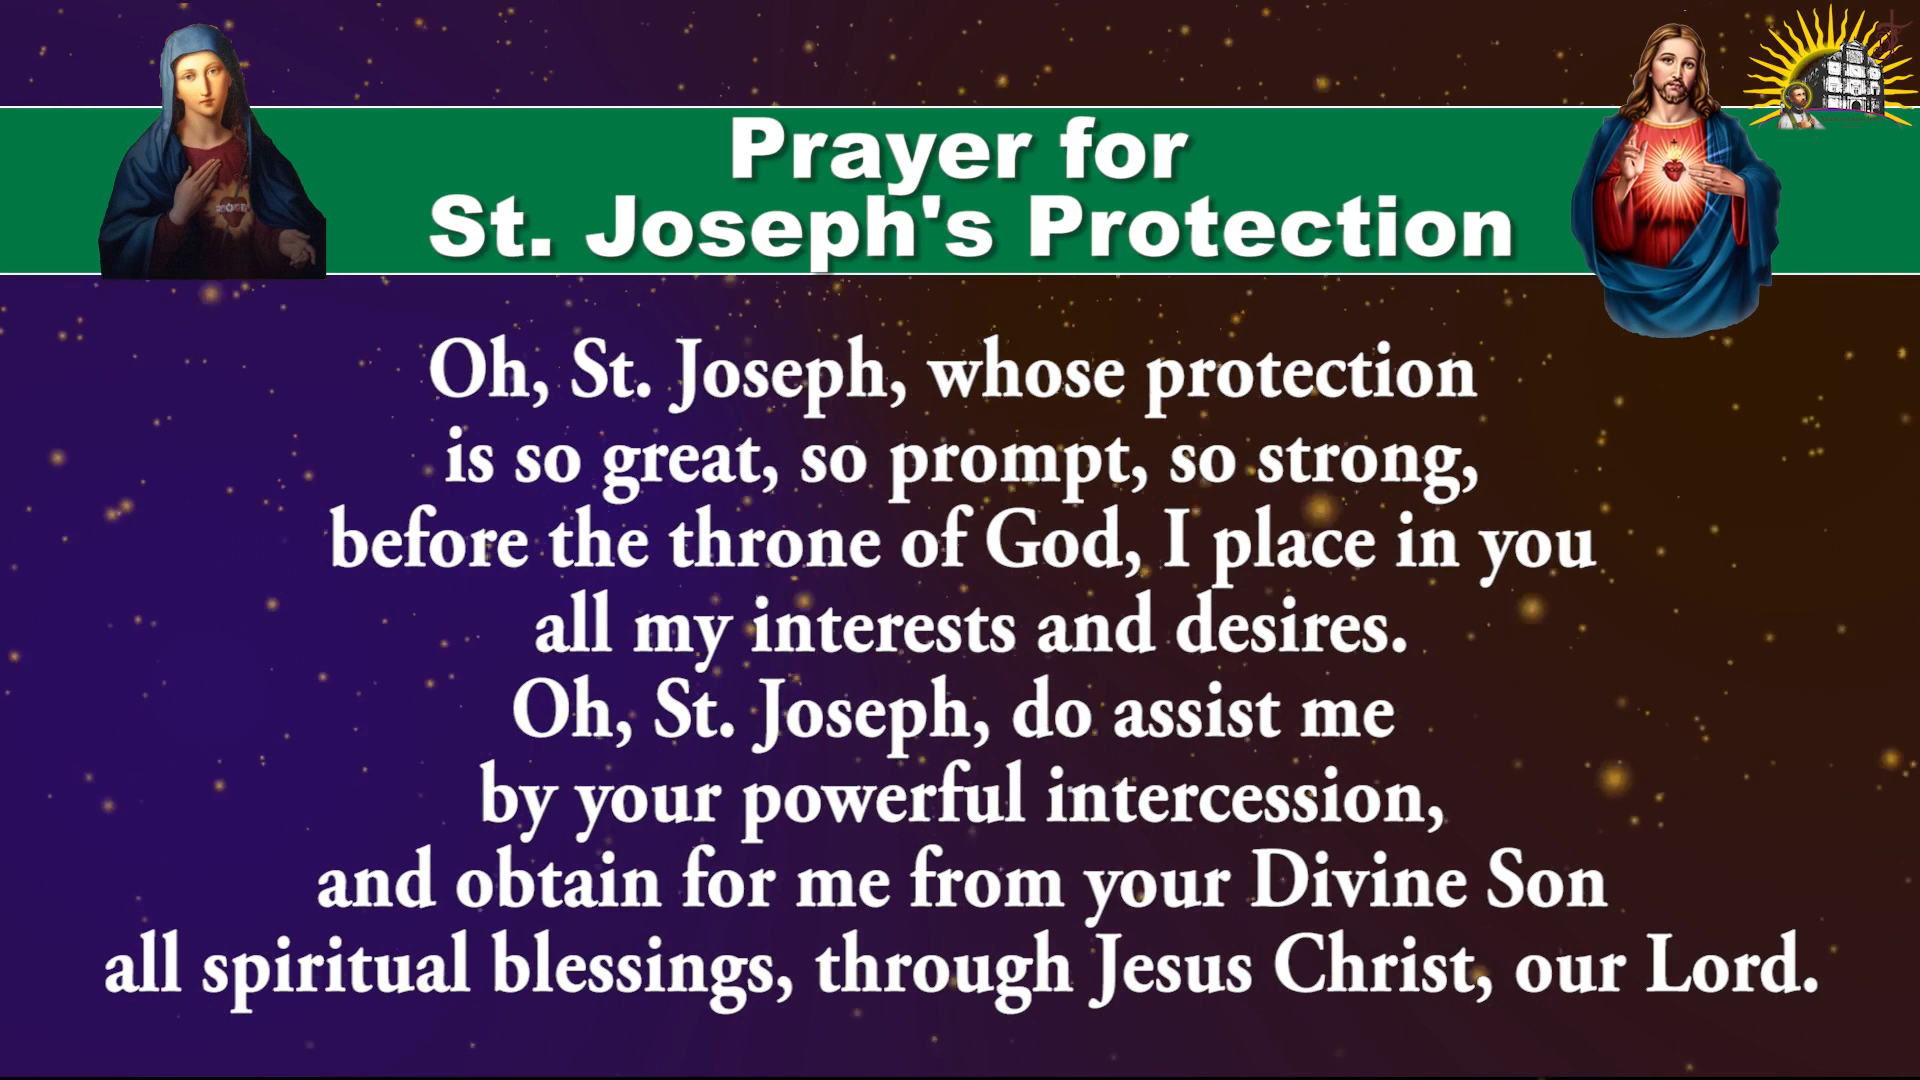 Prayer for
St. Joseph's Protection
Oh, St. Joseph, whose protection
is so great, so prompt, so strong,
before the throne of God, I place in you
all my interests and desires.
Oh, St. Joseph, do assist me
by your powerful intercession,
and obtain for me from your Divine Son
all spiritual blessings, through Jesus Christ, our Lord.